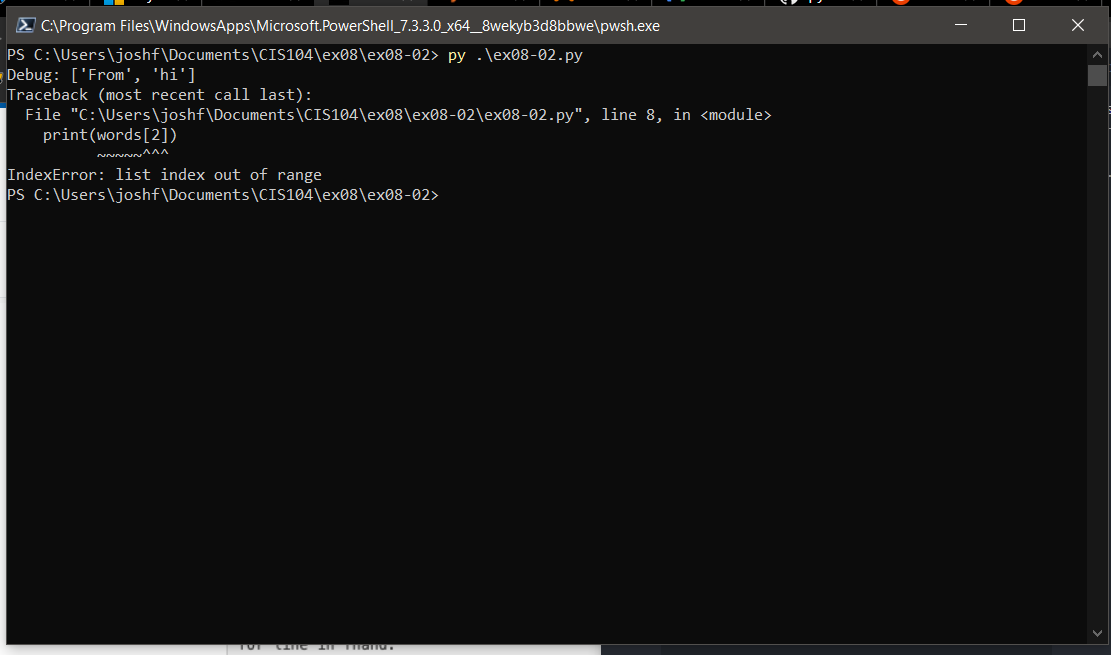 C:\Program Files\WindowsApps\Microsoft.PowerShell_7.3.3.0_x64__8wekyb3d8bbwe\pwsh.exe
PS C:\Users\joshf\Documents\CIS104\ex08\ex08-02> py .\ex08-02.py
Debug: ['From', 'hi']
Traceback (most recent call last):
  File "C:\Users\joshf\Documents\CIS104\ex08\ex08-02\ex08-02.py", line 8, in <module>
    print(words[2])
          ~~~~~^^^
IndexError: list index out of range
PS C:\Users\joshf\Documents\CIS104\ex08\ex08-02>
for line in fhand: